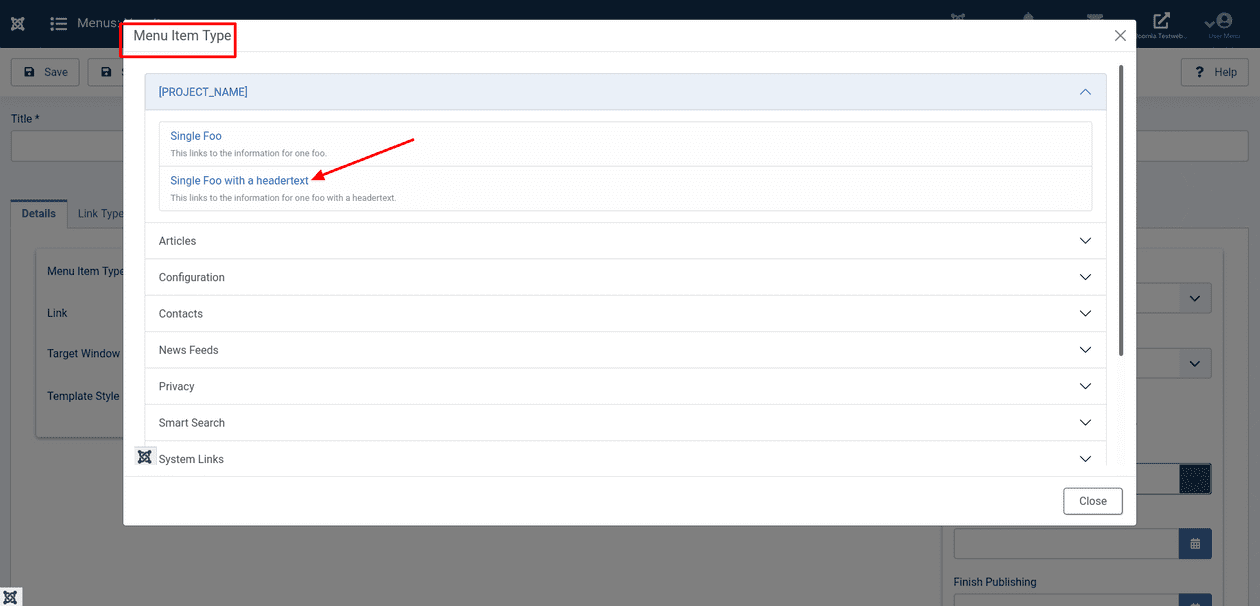 Menus:
Menu Item Type
Joomla Testweb...
User Menu
Save
Help
[PROJECT_NAME]
Title *
Single Foo
This links to the information for one foo.
Single Foo with a headertext
This links to the information for one foo with a headertext.
Details
Link Type
Articles
Menu Item Type
Configuration
Link
Contacts
Target Window
News Feeds
Privacy
Template Style
Smart Search
System Links
Close
Finish Publishing